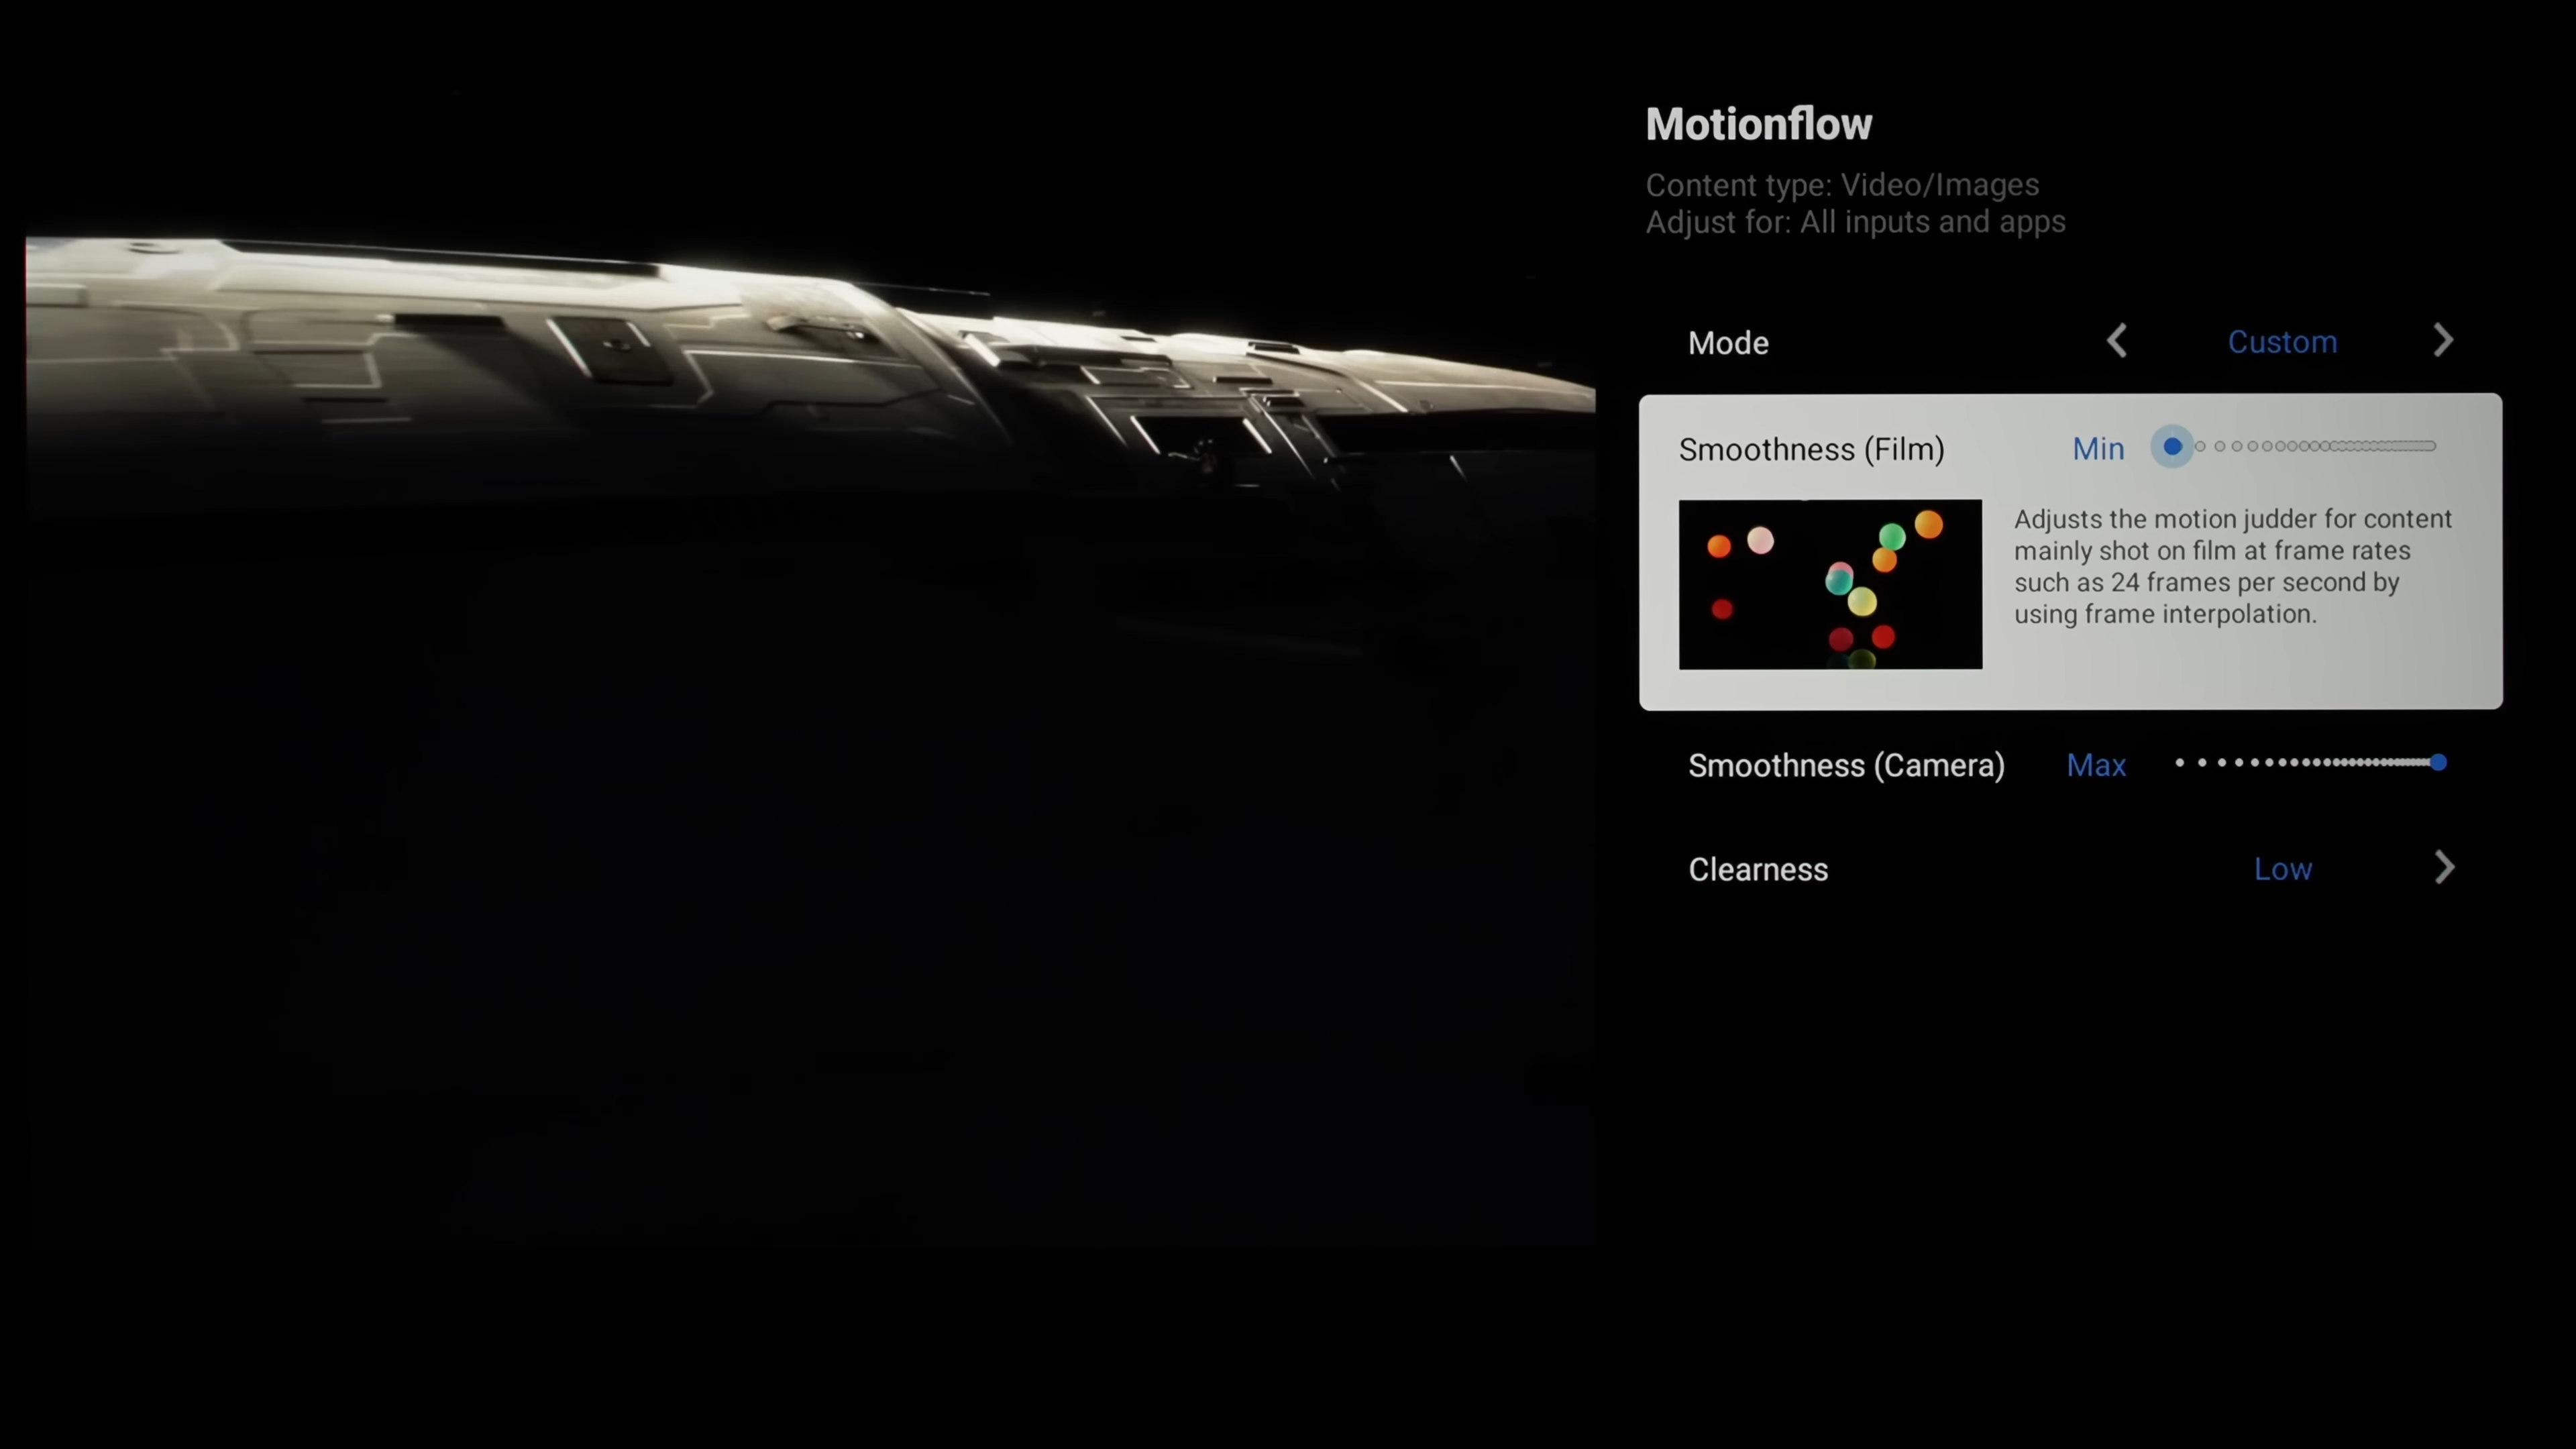 Motionflow
Content type: Video/Images
Adjust for: All inputs and apps
Mode
Custom
Smoothness (Film)
Min
Adjusts the motion judder for content
mainly shot on film at frame rates
such as 24 frames per second by
using frame interpolation.
Smoothness (Camera)
Max
Clearness
Low